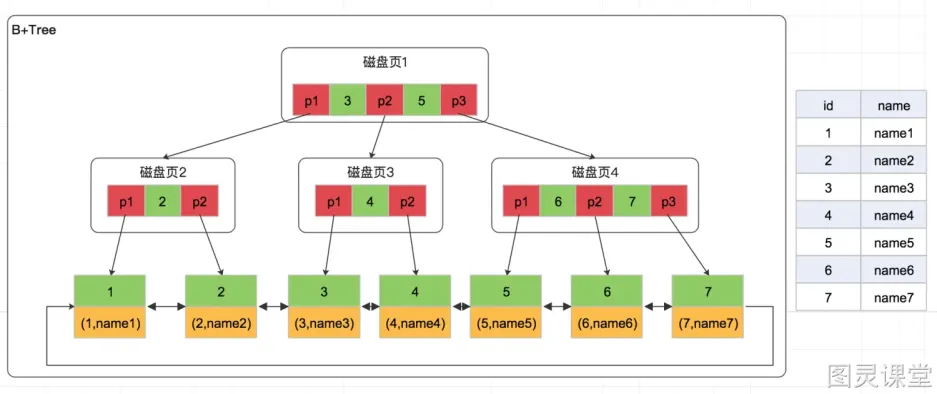 B+Tree
磁盘页1
p1 3 p2 5 p3
磁盘页2
p1 2 p2
磁盘页3
p1 4 p2
磁盘页4
p1 6 p2 7 p3
1 2 3 4 5 6 7
(1,name1) (2,name2) (3,name3) (4,name4) (5,name5) (6,name6) (7,name7)
id name
1 name1
2 name2
3 name3
4 name4
5 name5
6 name6
7 name7
图灵课堂